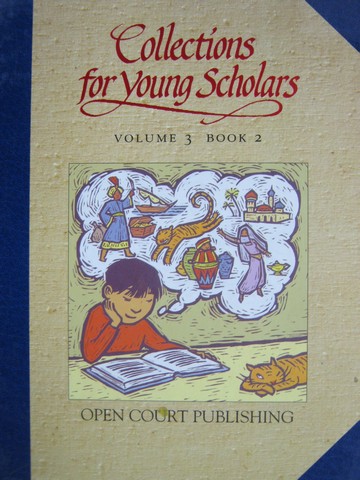 Collections
for Young Scholars
VOLUME 3 BOOK 2
OPEN COURT PUBLISHING